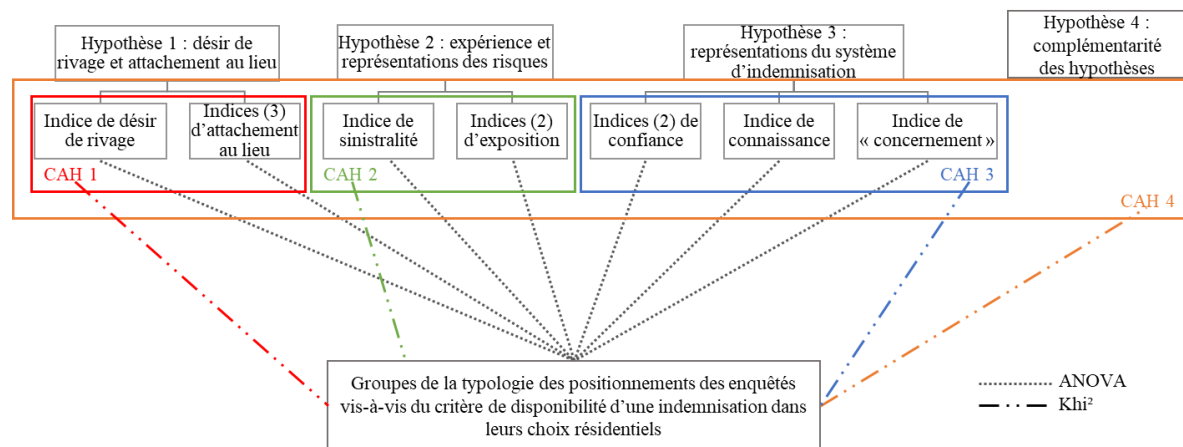 Hypothèse 1 : désir de
rivage et attachement au lieu
Hypothèse 2 : expérience et
représentations des risques
Hypothèse 3 :
représentations du système
d’indemnisation
Hypothèse 4 :
complémentarité
des hypothèses
Indice de désir
de rivage
Indices (3)
d’attachement
au lieu
Indice de
sinistralité
Indices (2)
d’exposition
Indices (2) de
confiance
Indice de
connaissance
Indice de
« concernement »
CAH 1
CAH 2
CAH 3
CAH 4
Groupes de la typologie des positionnements des enquêtés
vis-à-vis du critère de disponibilité d’une indemnisation dans
leurs choix résidentiels
ANOVA
Khi²